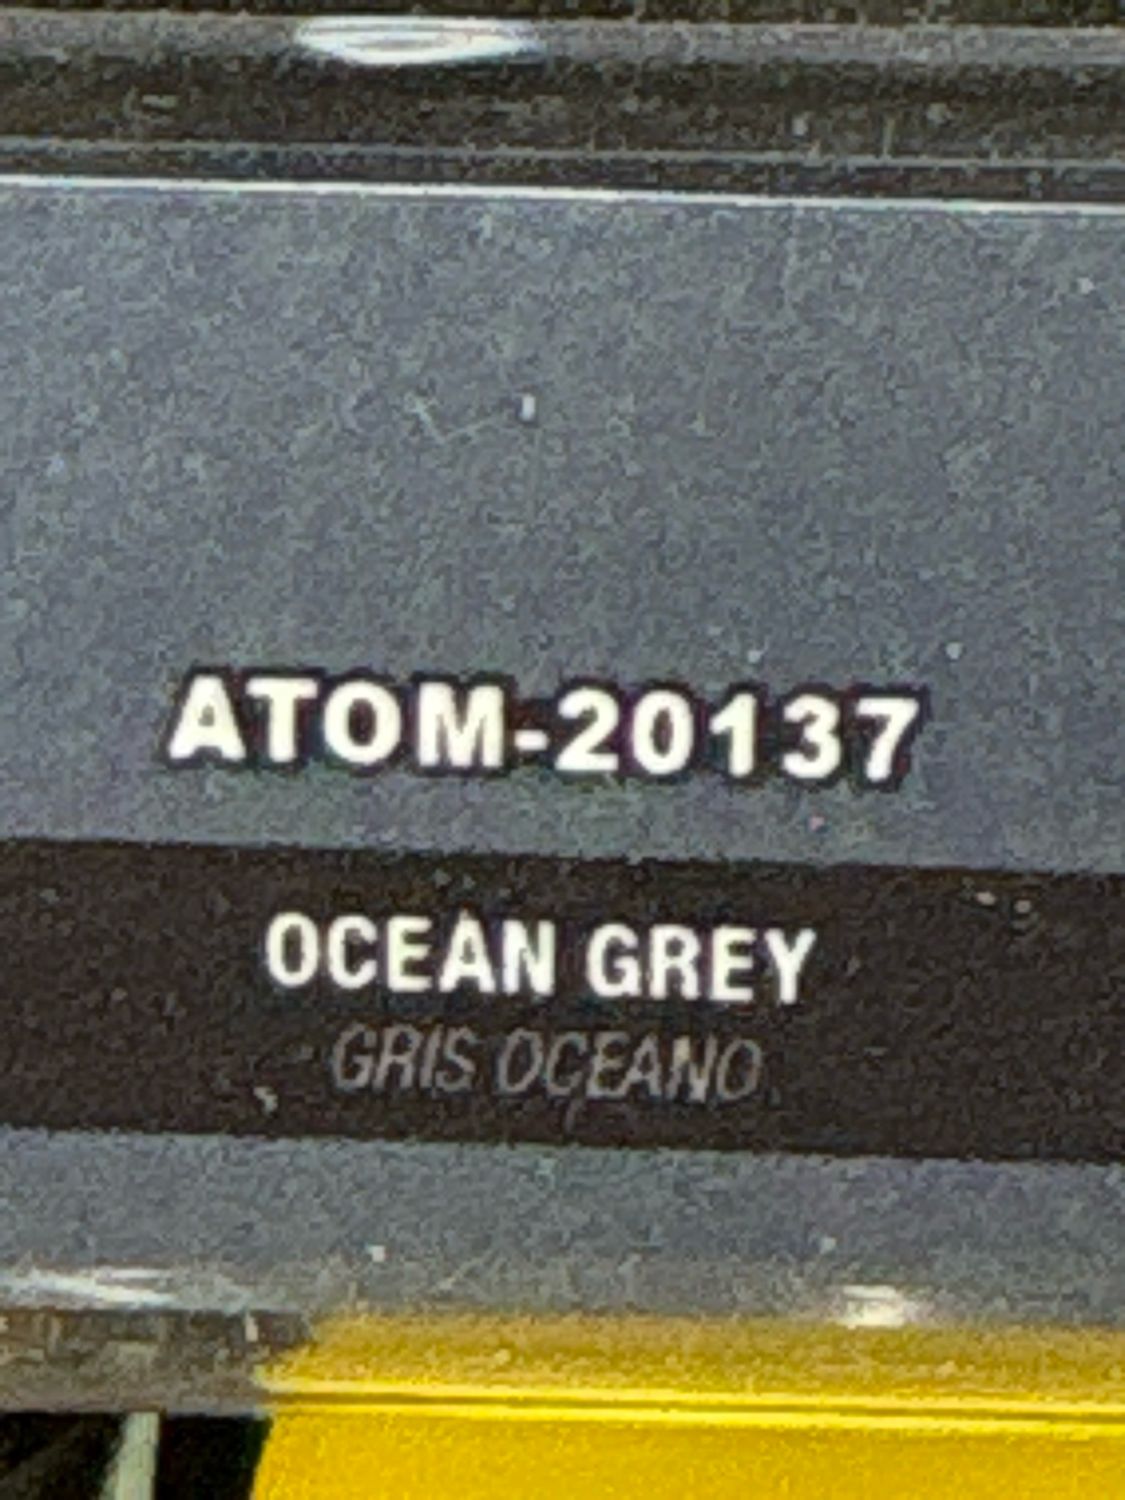 ATOM-20137
OCEAN GREY
GRIS OCEANO